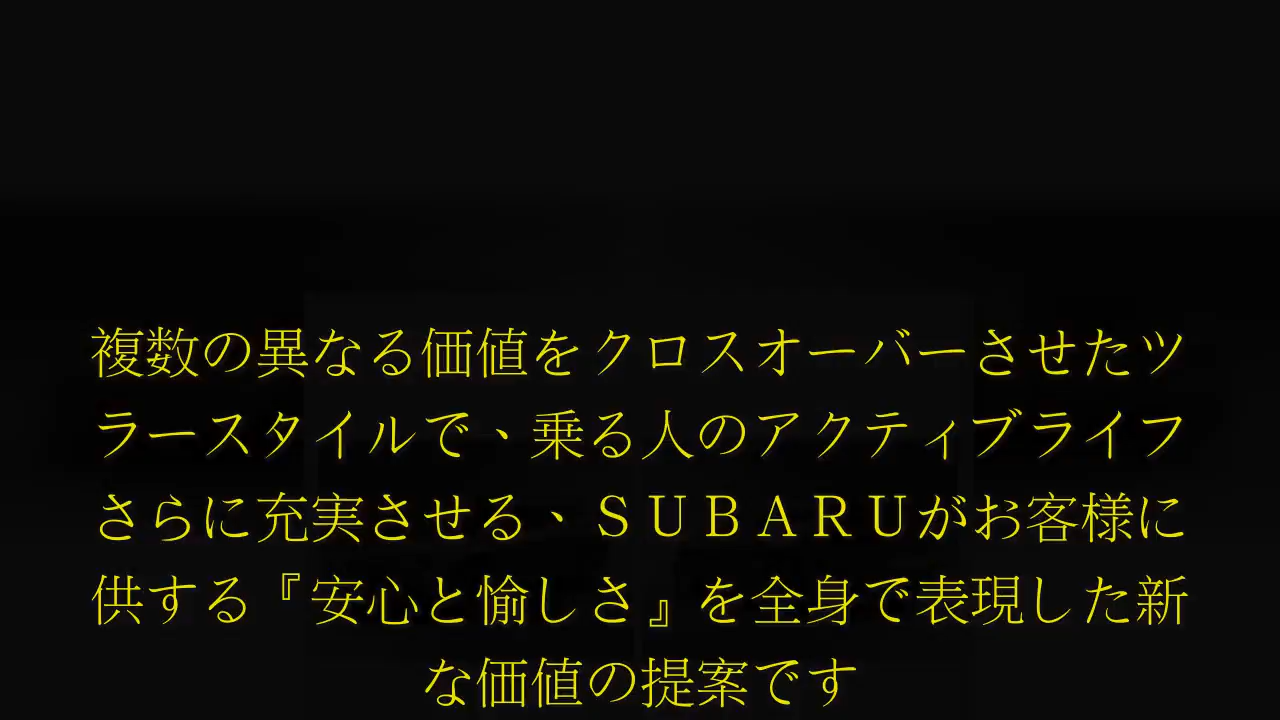 複数の異なる価値をクロスオーバーさせたツ
ラースタイルで、乗る人のアクティブライフ
さらに充実させる、ＳＵＢＡＲＵがお客様に
供する『安心と愉しさ』を全身で表現した新
な価値の提案です